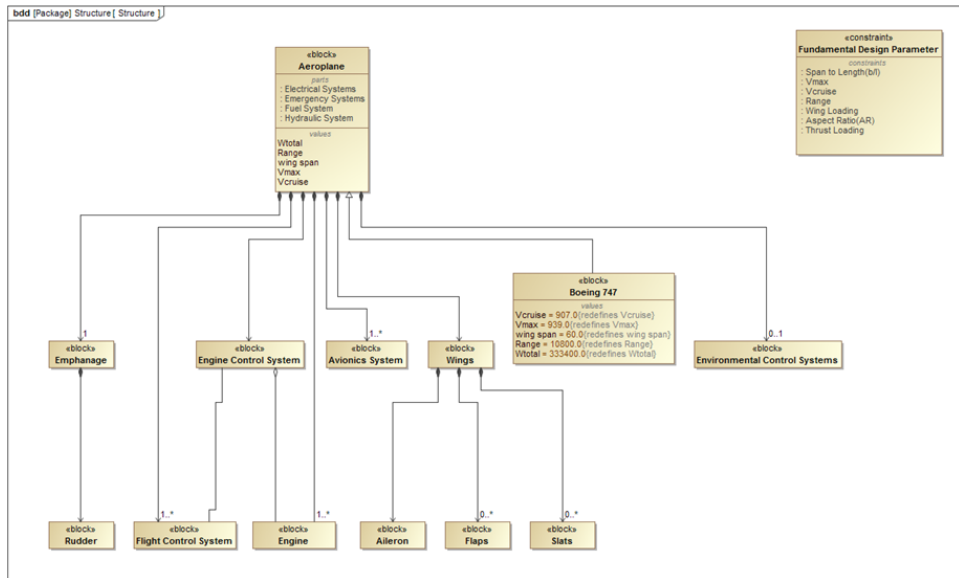 bdd [Package] Structure [ Structure ]
«block»
Aeroplane
parts
: Electrical Systems
: Emergency Systems
: Fuel System
: Hydraulic System
values
Wtotal
Range
wing span
Vmax
Vcruise
«constraint»
Fundamental Design Parameter
constraints
: Span to Length(b/l)
: Vmax
: Vcruise
: Range
: Wing Loading
: Aspect Ratio(AR)
: Thrust Loading
«block»
Boeing 747
values
Vcruise = 907.0{redefines Vcruise}
Vmax = 939.0{redefines Vmax}
wing span = 60.0{redefines wing span}
Range = 10800.0{redefines Range}
Wtotal = 333400.0{redefines Wtotal}
1
«block»
Emphanage
«block»
Engine Control System
1..*
«block»
Avionics System
«block»
Wings
0..1
«block»
Environmental Control Systems
«block»
Rudder
1..*
«block»
Flight Control System
1..*
«block»
Engine
«block»
Aileron
0..*
«block»
Flaps
0..*
«block»
Slats